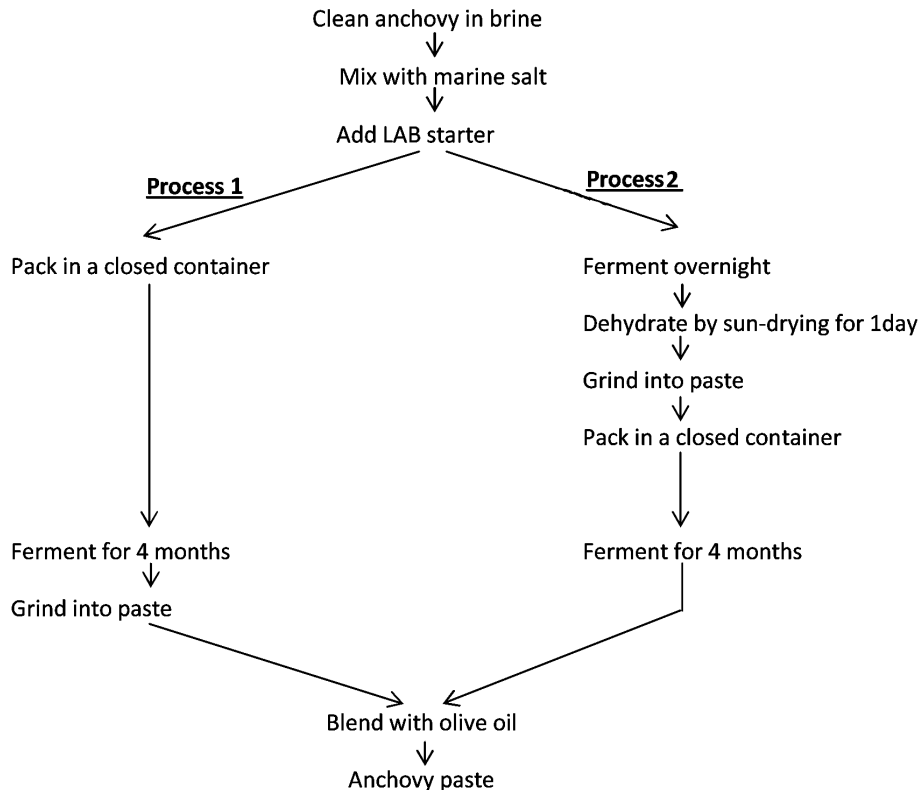 Clean anchovy in brine
Mix with marine salt
Add LAB starter
Process 1
Pack in a closed container
Ferment for 4 months
Grind into paste
Process2
Ferment overnight
Dehydrate by sun-drying for 1day
Grind into paste
Pack in a closed container
Ferment for 4 months
Blend with olive oil
Anchovy paste